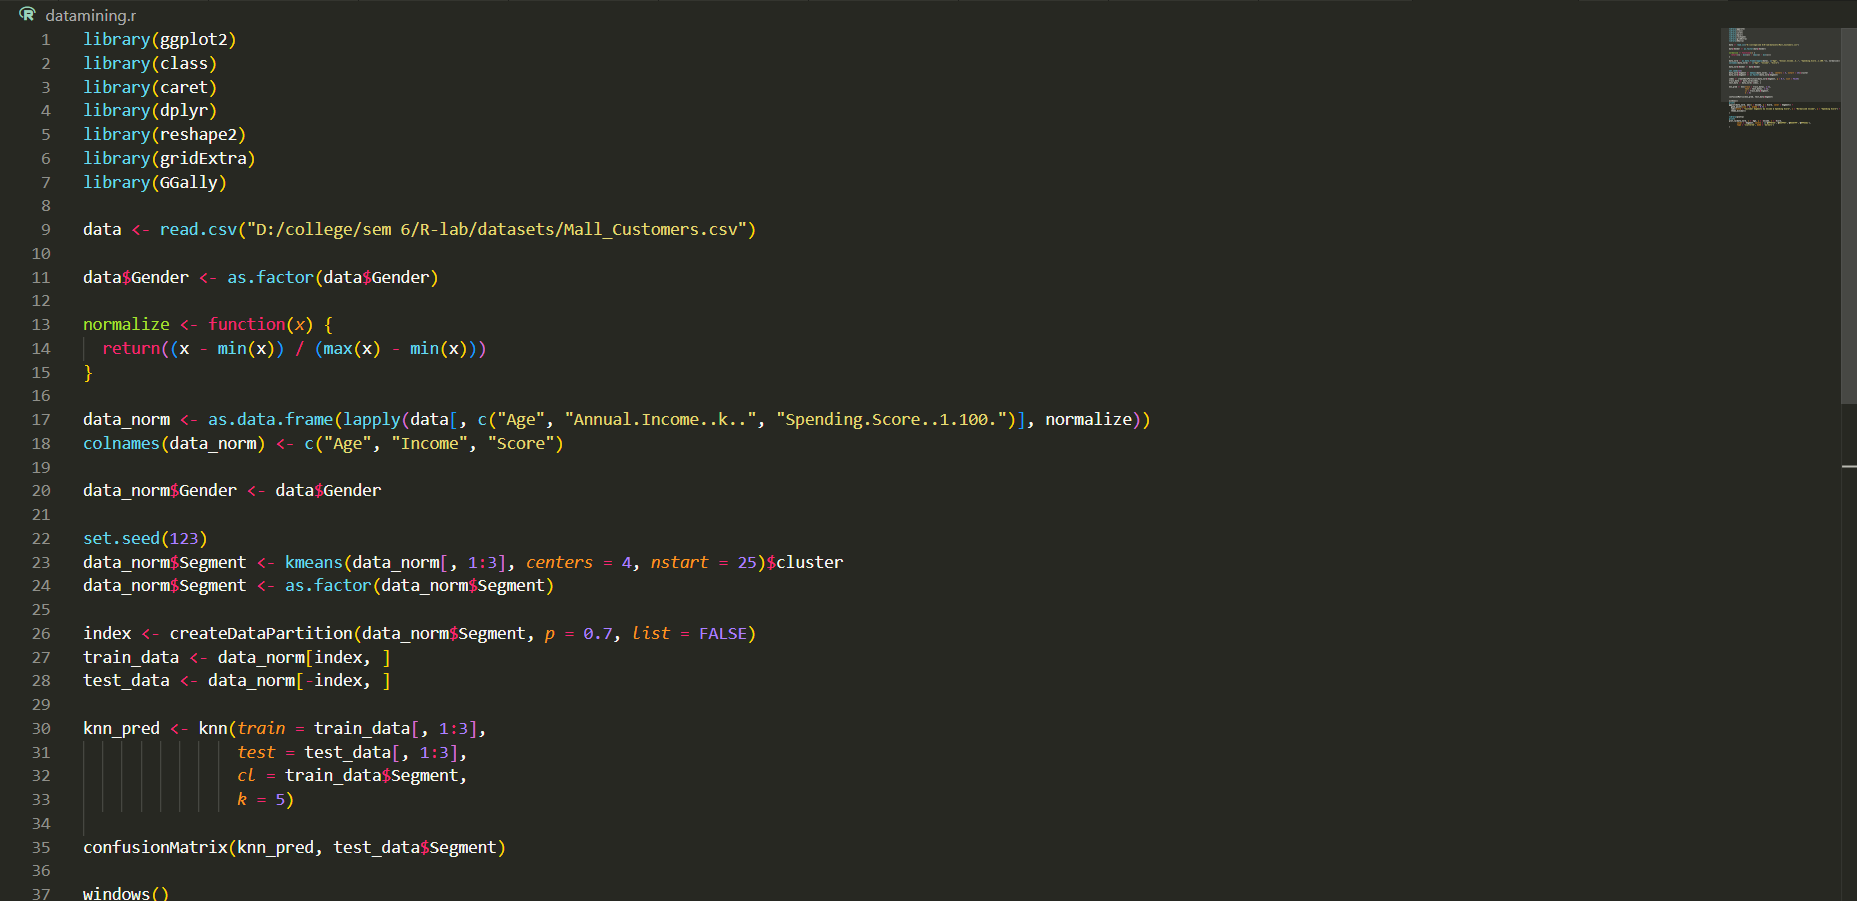 datamining.r
1 library(ggplot2)
2 library(class)
3 library(caret)
4 library(dplyr)
5 library(reshape2)
6 library(gridExtra)
7 library(GGally)
8
9 data <- read.csv("D:/college/sem 6/R-lab/datasets/Mall_Customers.csv")
10
11 data$Gender <- as.factor(data$Gender)
12
13 normalize <- function(x) {
14   return((x - min(x)) / (max(x) - min(x)))
15 }
16
17 data_norm <- as.data.frame(lapply(data[, c("Age", "Annual.Income..k..", "Spending.Score..1.100.")], normalize))
18 colnames(data_norm) <- c("Age", "Income", "Score")
19
20 data_norm$Gender <- data$Gender
21
22 set.seed(123)
23 data_norm$Segment <- kmeans(data_norm[, 1:3], centers = 4, nstart = 25)$cluster
24 data_norm$Segment <- as.factor(data_norm$Segment)
25
26 index <- createDataPartition(data_norm$Segment, p = 0.7, list = FALSE)
27 train_data <- data_norm[index, ]
28 test_data <- data_norm[-index, ]
29
30 knn_pred <- knn(train = train_data[, 1:3],
31                 test = test_data[, 1:3],
32                 cl = train_data$Segment,
33                 k = 5)
34
35 confusionMatrix(knn_pred, test_data$Segment)
36
37 windows()